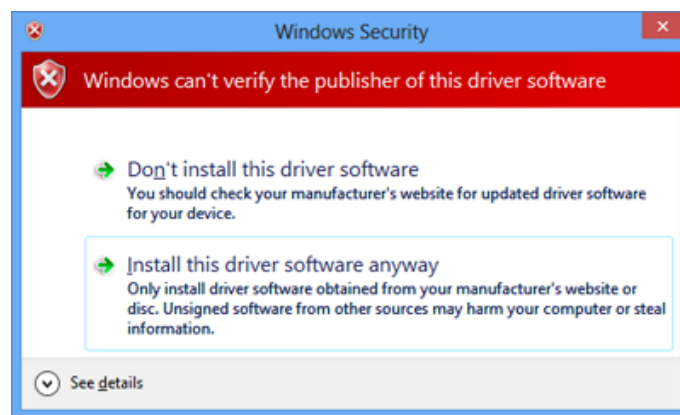 Windows Security
Windows can't verify the publisher of this driver software
Don't install this driver software
You should check your manufacturer's website for updated driver software
for your device.
Install this driver software anyway
Only install driver software obtained from your manufacturer's website or
disc. Unsigned software from other sources may harm your computer or steal
information.
See details